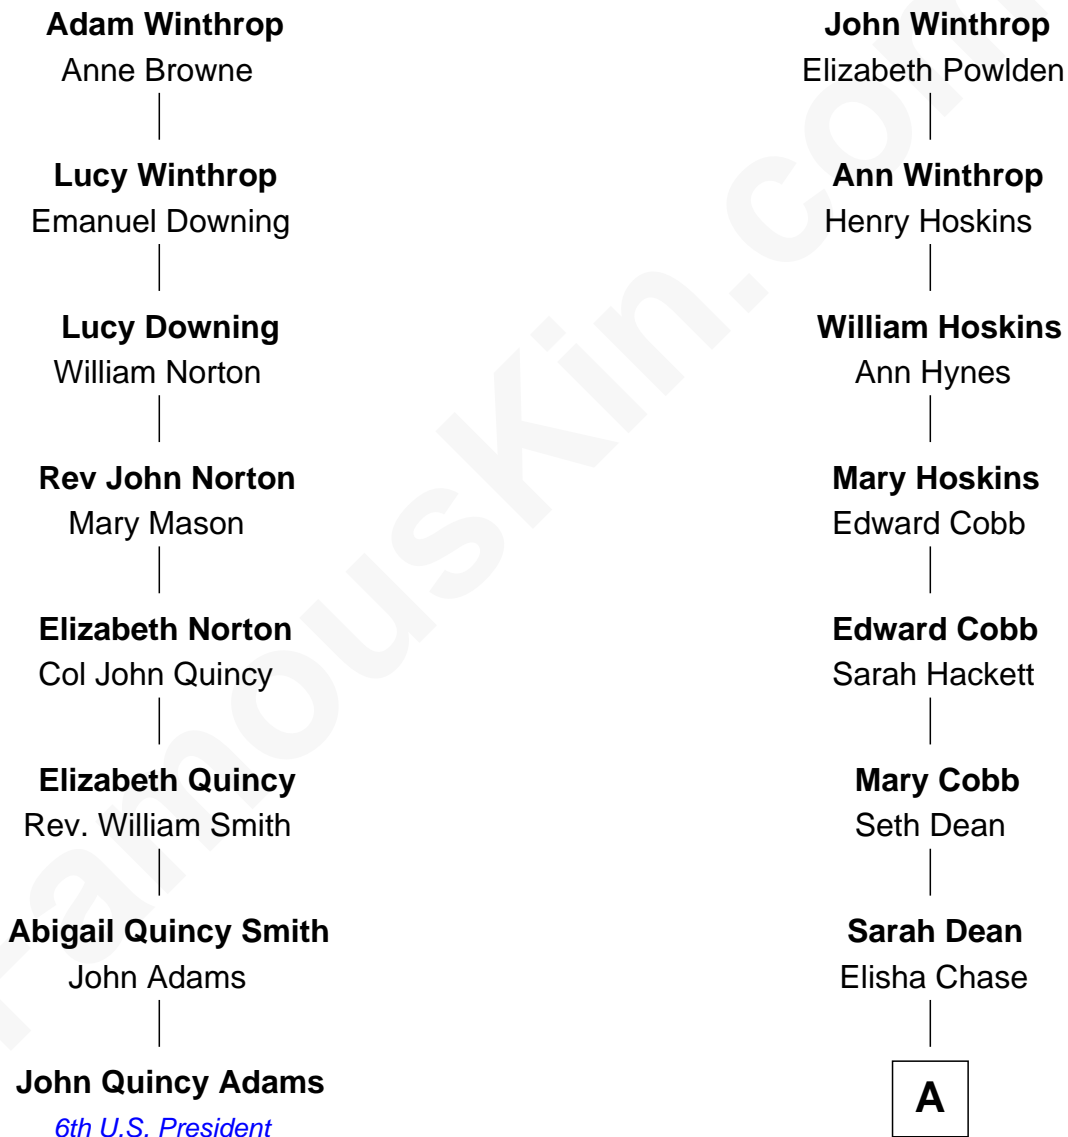 Adam Winthrop
Anne Browne
Lucy Winthrop
Emanuel Downing
Lucy Downing
William Norton
Rev John Norton
Mary Mason
Elizabeth Norton
Col John Quincy
Elizabeth Quincy
Rev. William Smith
Abigail Quincy Smith
John Adams
John Quincy Adams
6th U.S. President
John Winthrop
Elizabeth Powlden
Ann Winthrop
Henry Hoskins
William Hoskins
Ann Hynes
Mary Hoskins
Edward Cobb
Edward Cobb
Sarah Hackett
Mary Cobb
Seth Dean
Sarah Dean
Elisha Chase
A
FamousKin.com